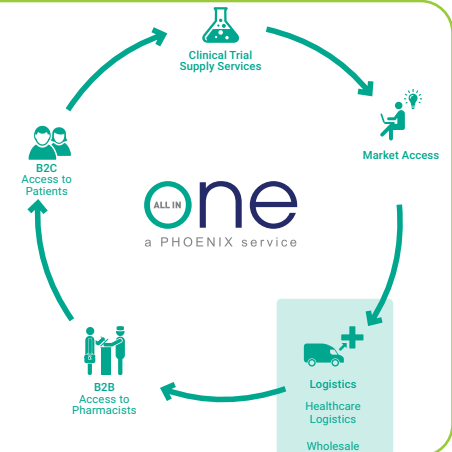 Clinical Trial
Supply Services
Market Access
Logistics
Healthcare
Logistics
Wholesale
B2B
Access to
Pharmacists
B2C
Access to
Patients
ALL IN
one
a PHOENIX service